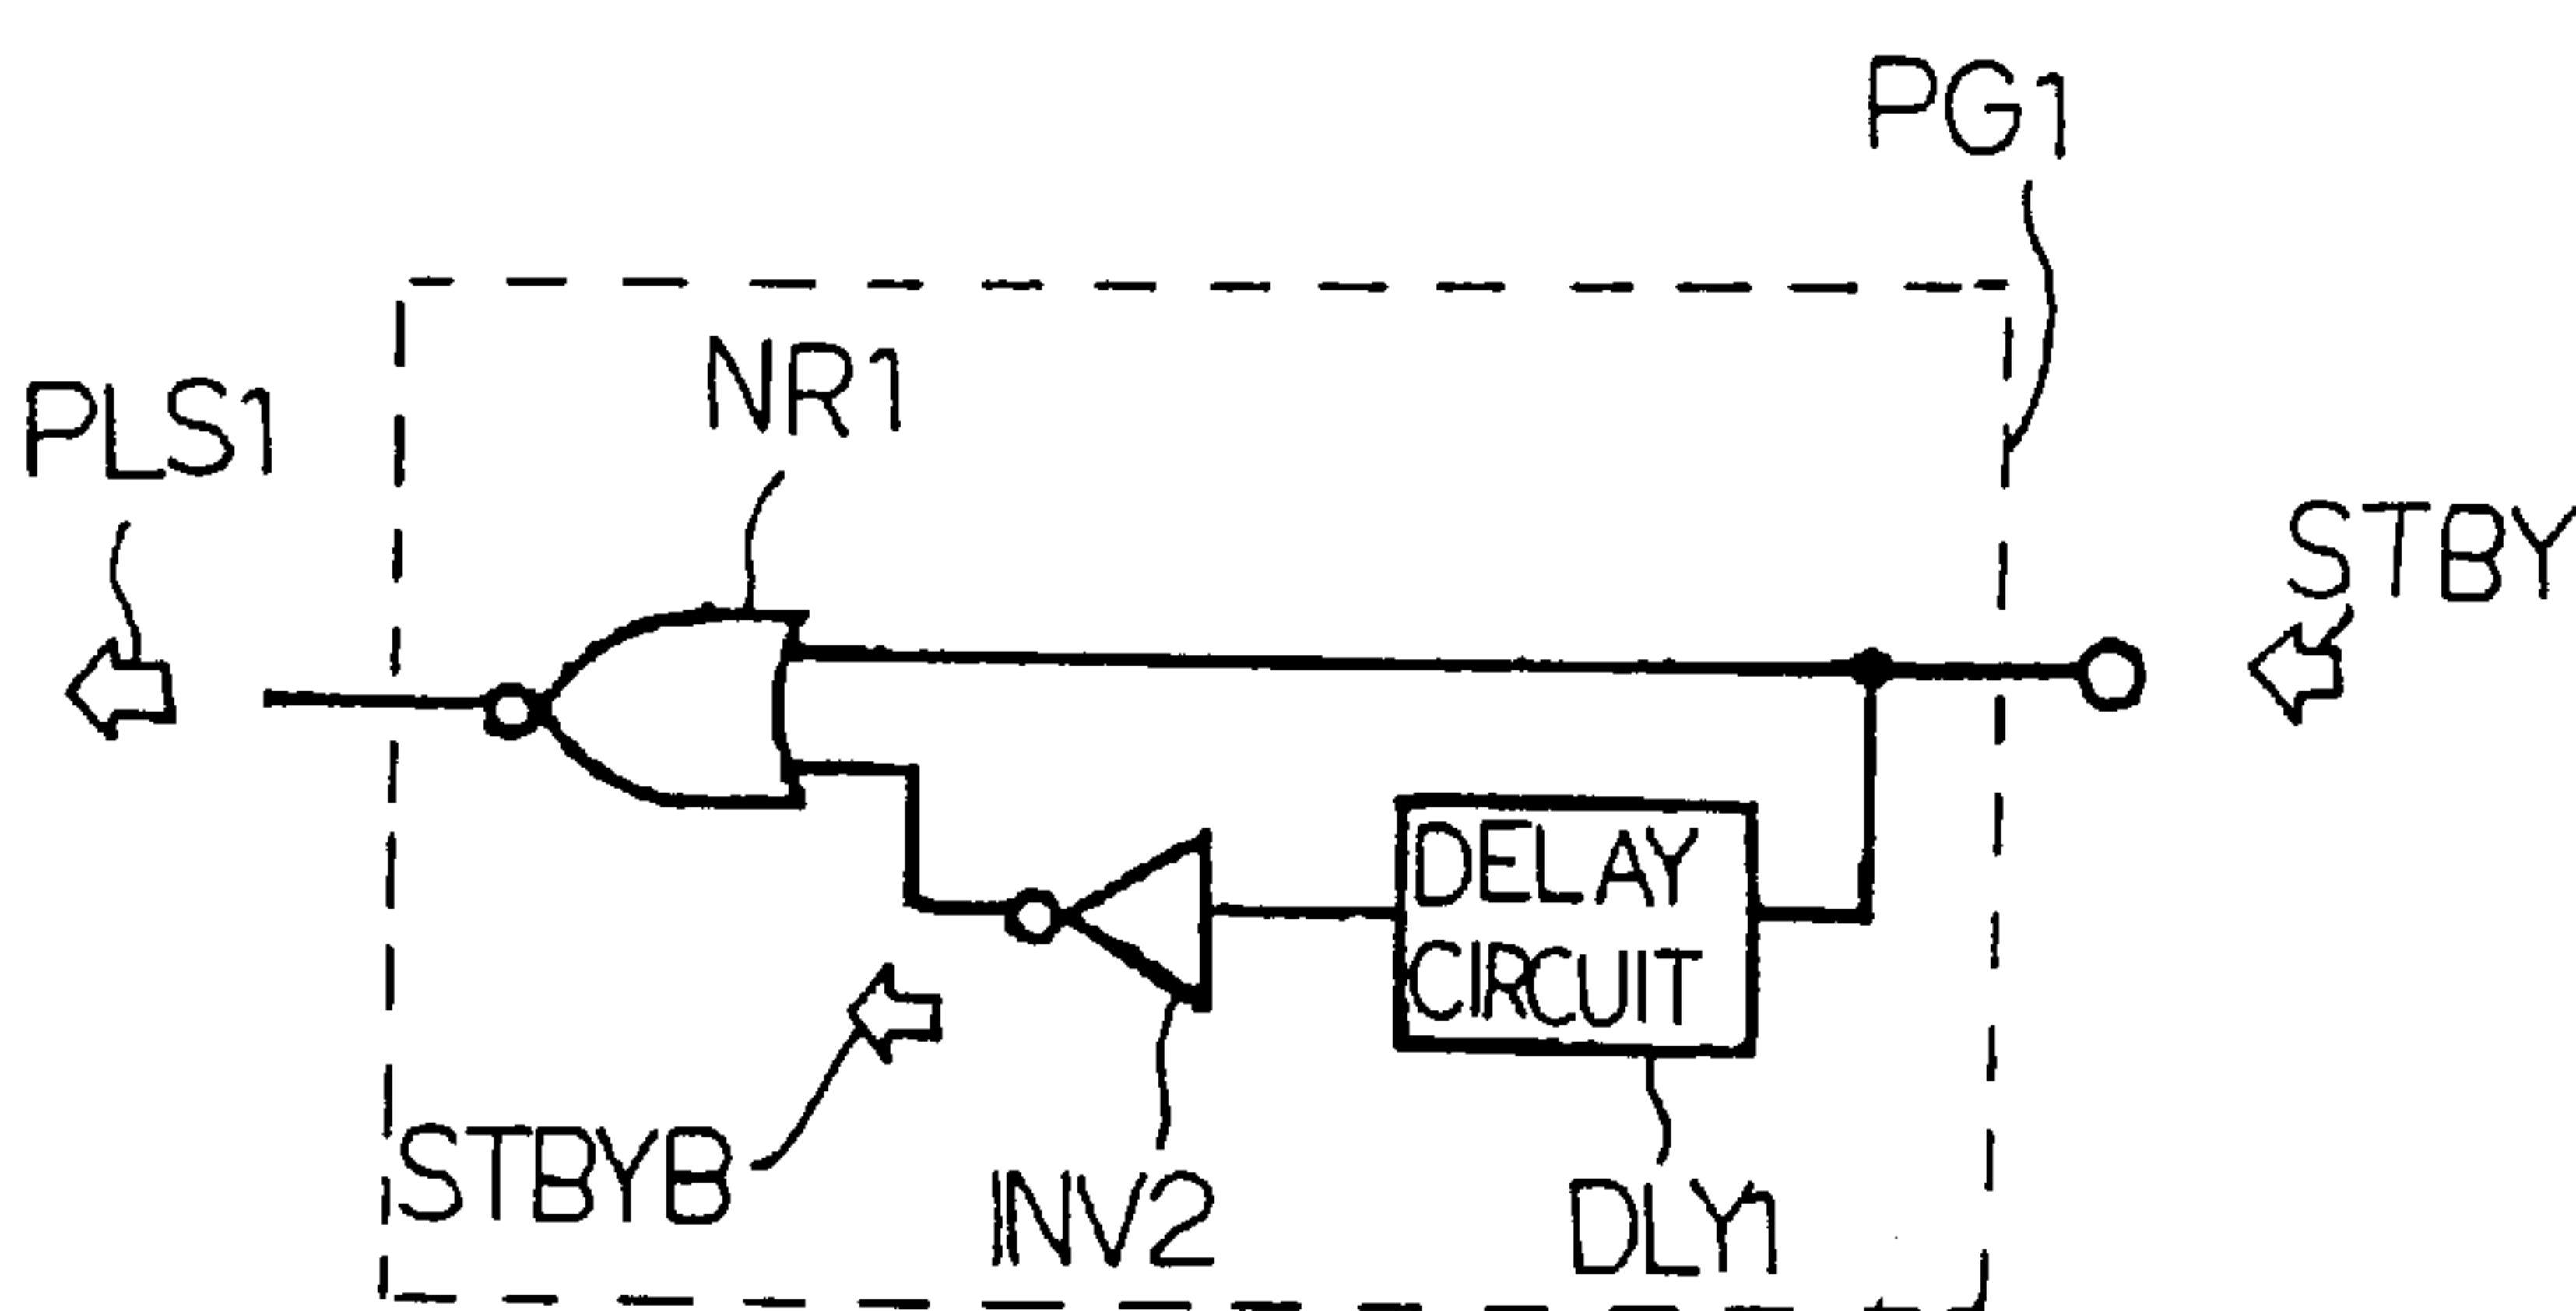 PG1
NR1
PLS1
STBY
DELAY
CIRCUIT
STBYB
INV2
DLY1